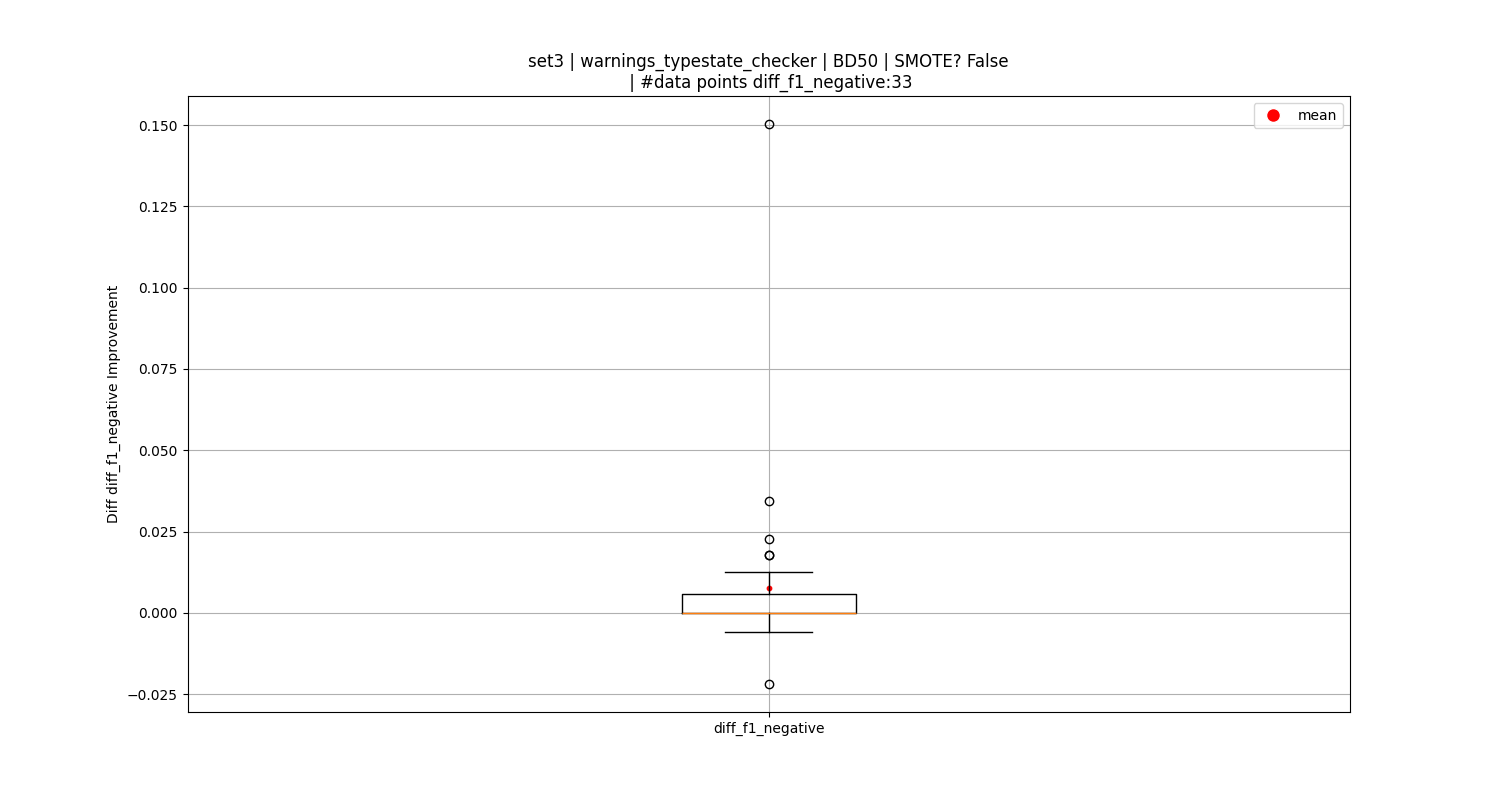 set3 | warnings_typestate_checker | BD50 | SMOTE? False
| #data points diff_f1_negative:33
mean
0.150
0.125
0.100
0.075
0.050
0.025
0.000
−0.025
Diff diff_f1_negative Improvement
diff_f1_negative